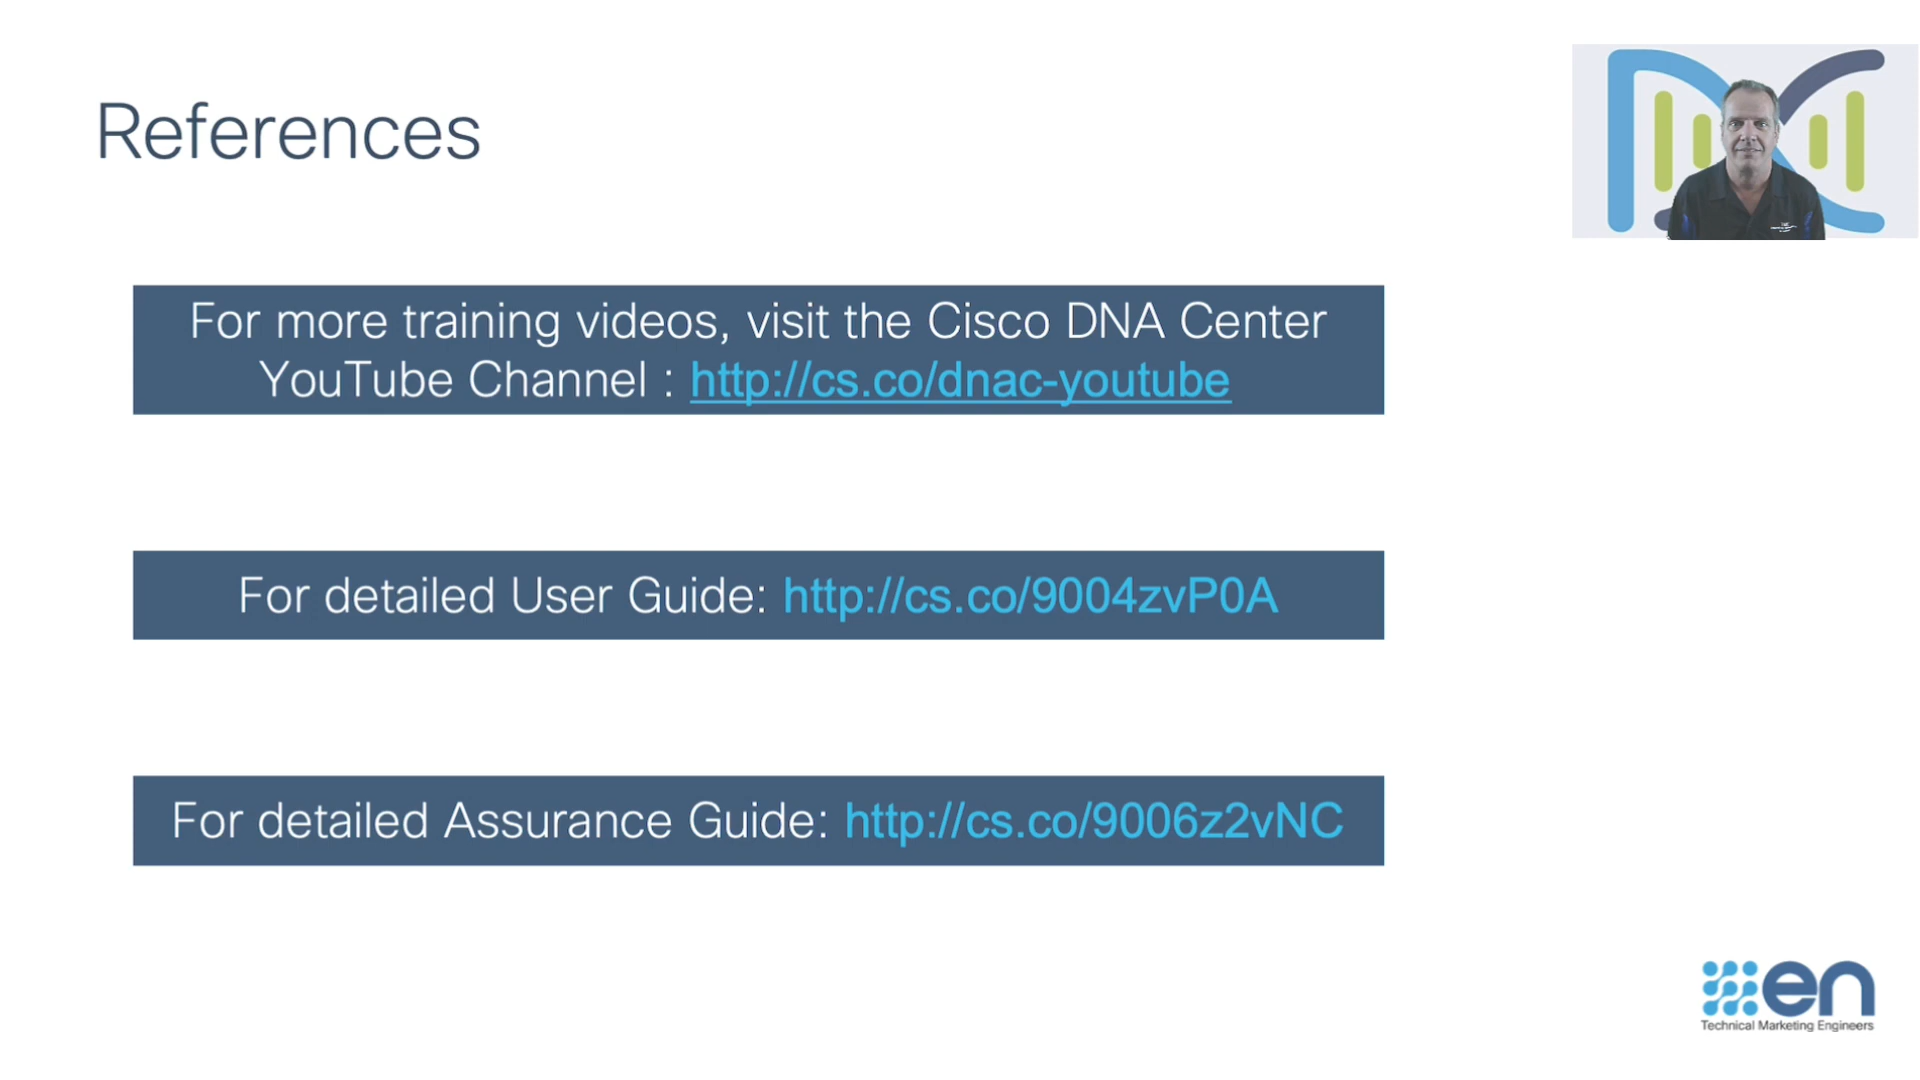 References
For more training videos, visit the Cisco DNA Center
YouTube Channel : http://cs.co/dnac-youtube
For detailed User Guide: http://cs.co/9004zvP0A
For detailed Assurance Guide: http://cs.co/9006z2vNC
en
Technical Marketing Engineers